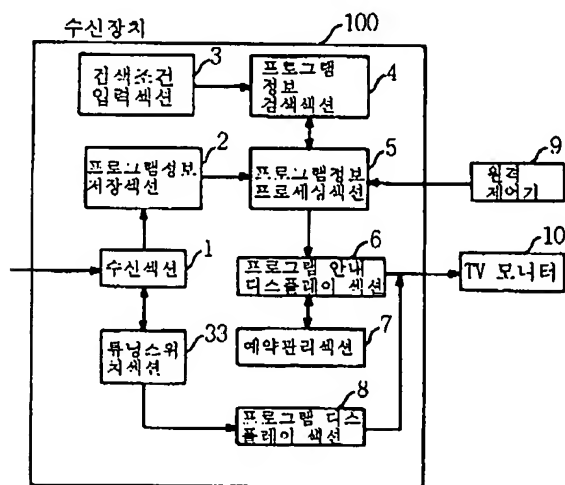 수신장치
100
3
검색조건
입력섹션
프로그램
정보
검색섹션
4
2
프로그램정보
저장섹션
5
프로그램정보
프로세싱섹션
9
원격
제어기
1
수신섹션
6
프로그램 안내
디스플레이 섹션
10
TV 모니터
33
튜닝스위
치섹션
7
예약관리섹션
8
프로그램 디스
플레이 섹션